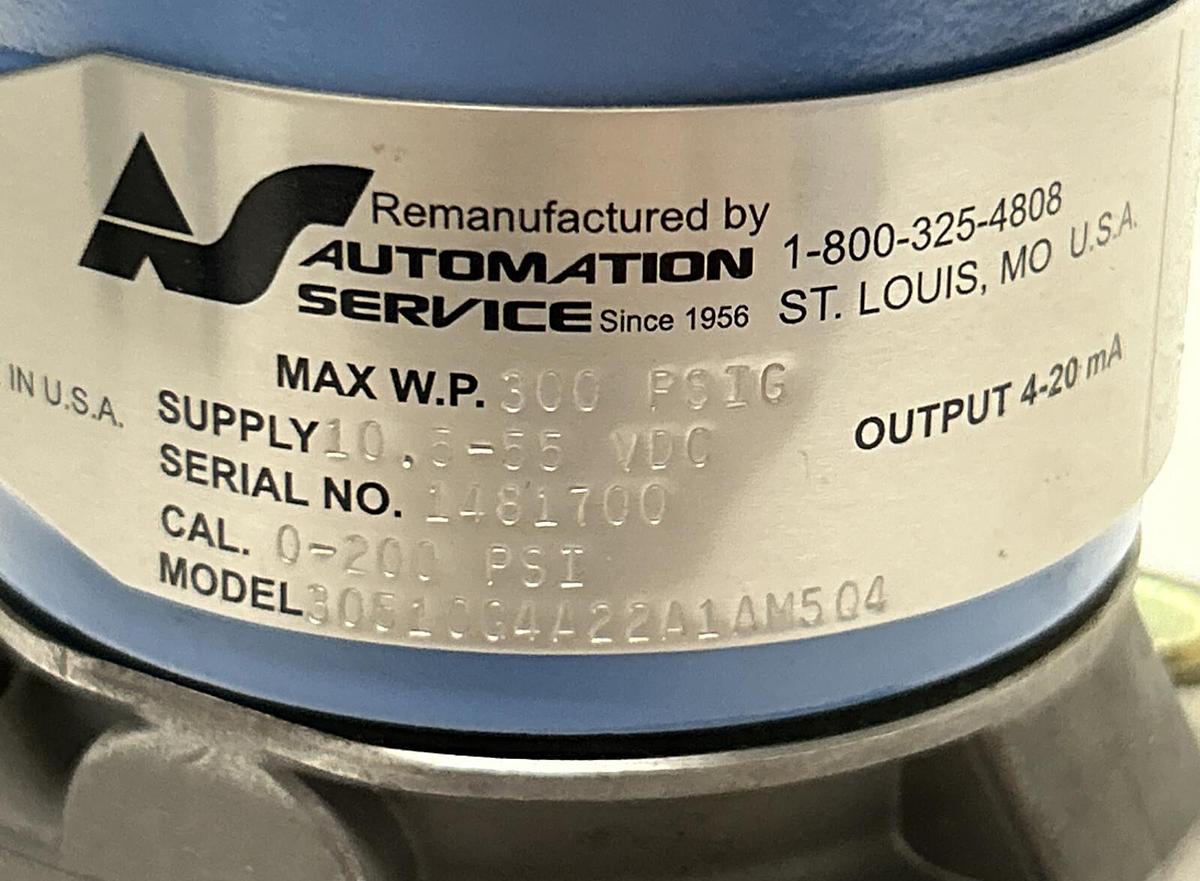 Remanufactured by
AUTOMATION
SERVICE Since 1956
1-800-325-4808
ST. LOUIS, MO U.S.A.
IN U.S.A.
MAX W.P. 300 PSIG
SUPPLY 10.5-55 VDC
OUTPUT 4-20 mA
SERIAL NO. 1481700
CAL. 0-200 PSI
MODEL 3051CG4A22A1AM5Q4